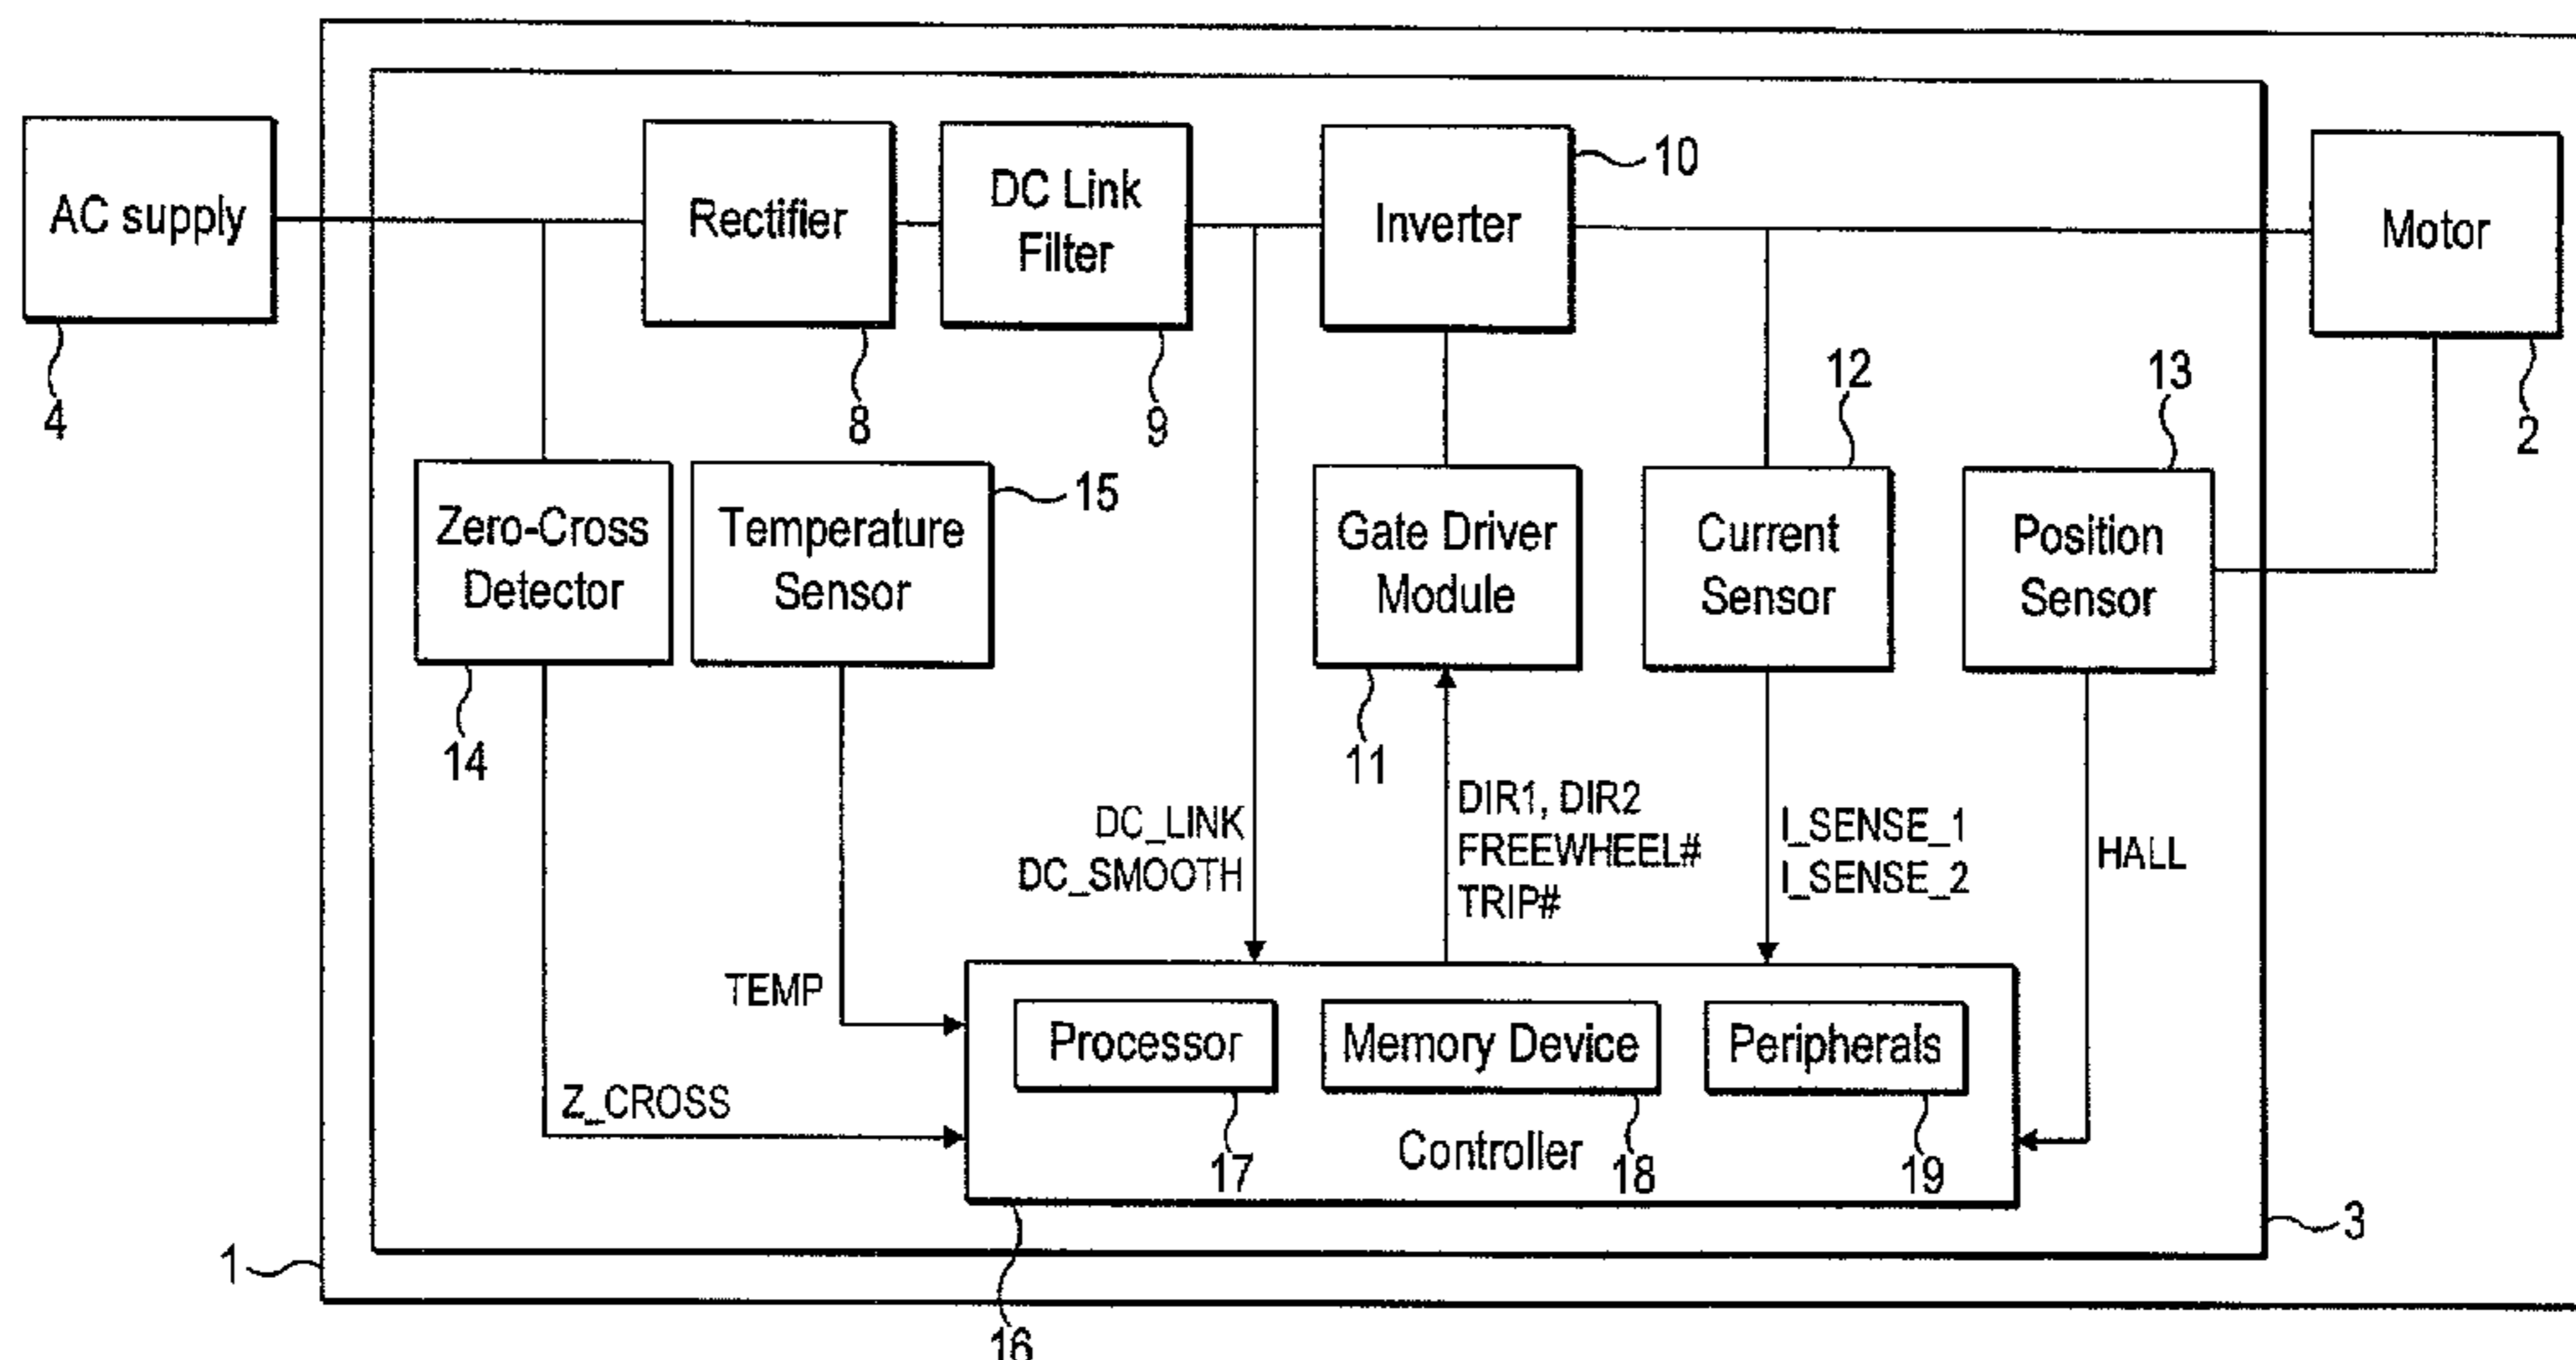 AC supply
4
Rectifier
8
DC Link
Filter
9
Inverter
10
Motor
2
Zero-Cross
Detector
14
Temperature
Sensor
15
Gate Driver
Module
11
Current
Sensor
12
Position
Sensor
13
DC_LINK
DC_SMOOTH
DIR1, DIR2
FREEWHEEL#
TRIP#
I_SENSE_1
I_SENSE_2
HALL
TEMP
Z_CROSS
Processor
17
Memory Device
18
Peripherals
19
Controller
16
1
3